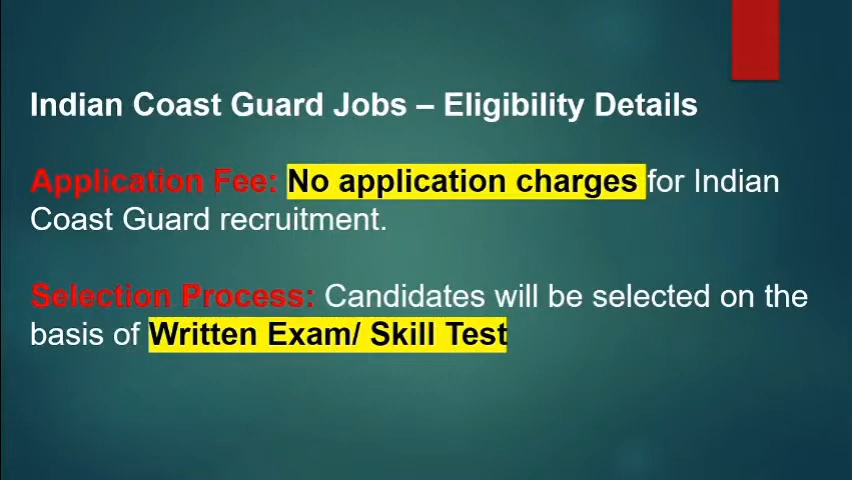 Indian Coast Guard Jobs – Eligibility Details
Application Fee: No application charges for Indian
Coast Guard recruitment.
Selection Process: Candidates will be selected on the
basis of Written Exam/ Skill Test